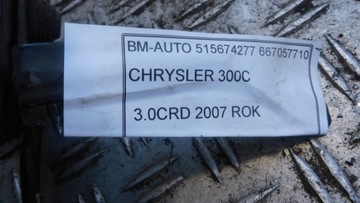 BM-AUTO 515674277 667057710
CHRYSLER 300C
3.0CRD 2007 ROK